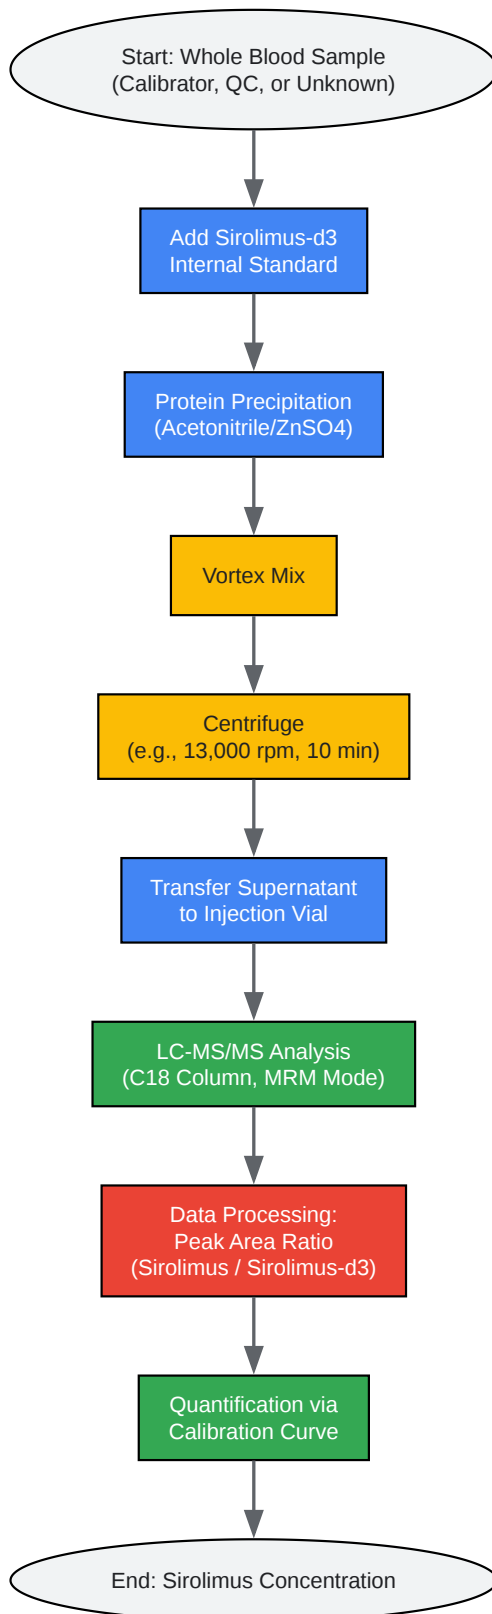 Start: Whole Blood Sample
(Calibrator, QC, or Unknown)
Add Sirolimus-d3
Internal Standard
Protein Precipitation
(Acetonitrile/ZnSO4)
Vortex Mix
Centrifuge
(e.g., 13,000 rpm, 10 min)
Transfer Supernatant
to Injection Vial
LC-MS/MS Analysis
(C18 Column, MRM Mode)
Data Processing:
Peak Area Ratio
(Sirolimus / Sirolimus-d3)
Quantification via
Calibration Curve
End: Sirolimus Concentration